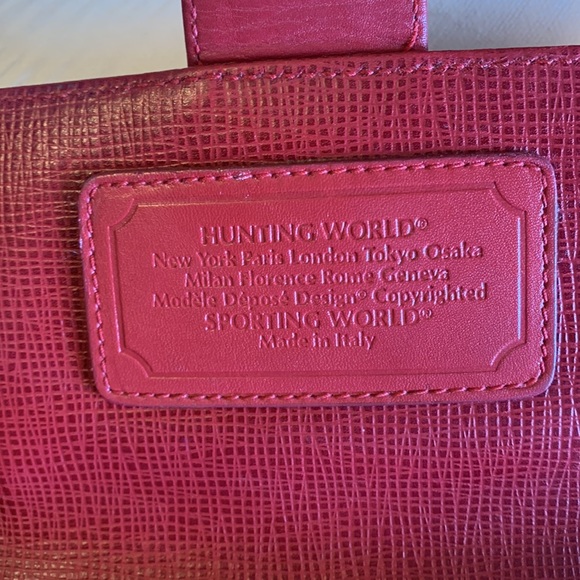 HUNTING WORLD®
New York Paris London Tokyo Osaka
Milan Florence Rome Geneva
Modèle Déposé Design® Copyrighted
SPORTING WORLD®
Made in Italy